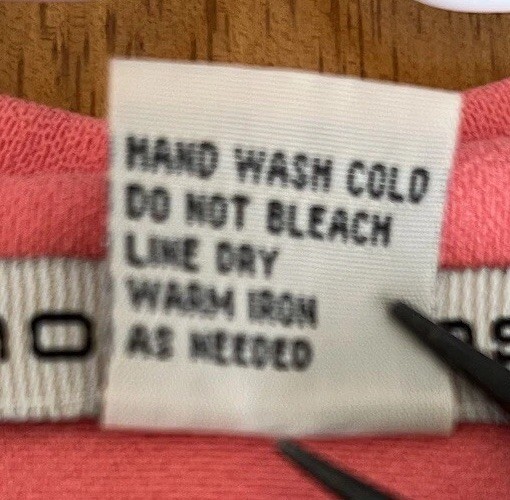 HAND WASH COLD
DO NOT BLEACH
LINE DRY
WARM IRON
AS NEEDED